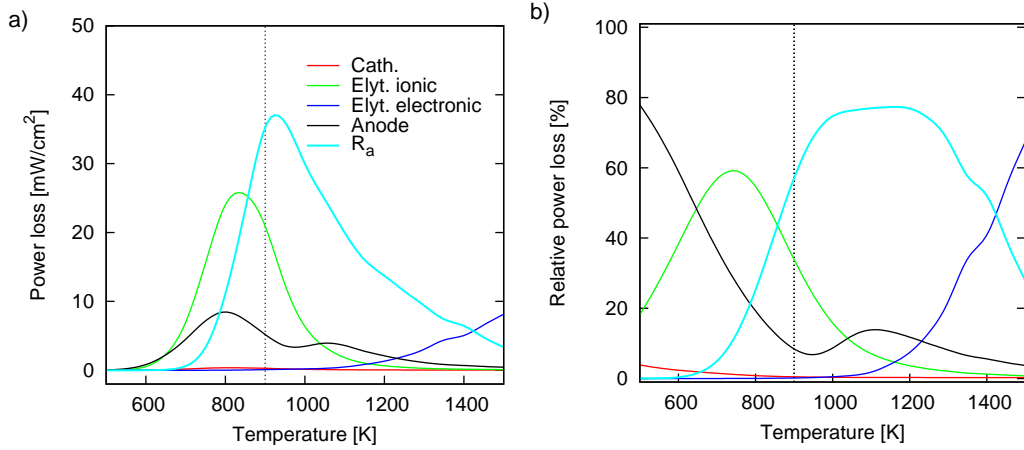 a)
50
40
30
20
10
0
Power loss [mW/cm²]
Cath.
Elyt. ionic
Elyt. electronic
Anode
Rₐ
600 800 1000 1200 1400
Temperature [K]
b)
100
80
60
40
20
0
Relative power loss [%]
600 800 1000 1200 1400
Temperature [K]